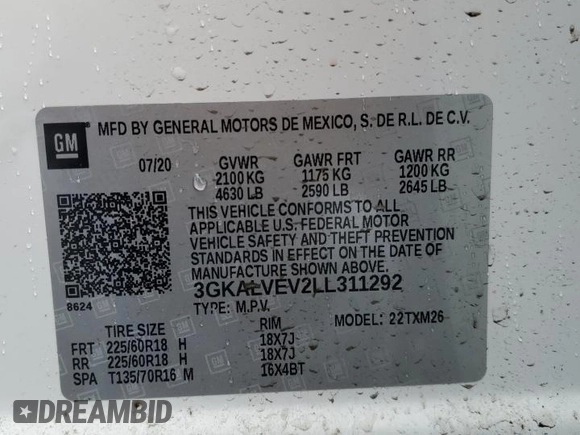 GM
MFD BY GENERAL MOTORS DE MEXICO, S. DE R.L. DE C.V.
07/20 GVWR GAWR FRT GAWR RR
2100 KG 1175 KG 1200 KG
4630 LB 2590 LB 2645 LB
THIS VEHICLE CONFORMS TO ALL
APPLICABLE U.S. FEDERAL MOTOR
VEHICLE SAFETY AND THEFT PREVENTION
STANDARDS IN EFFECT ON THE DATE OF
MANUFACTURE SHOWN ABOVE.
8624
3GKALVEV2LL311292
TYPE: M.P.V. MODEL: 22TXM26
TIRE SIZE RIM
FRT 225/60R18 H 18X7J
RR 225/60R18 H 18X7J
SPA T135/70R16 M 16X4BT
DREAMBID